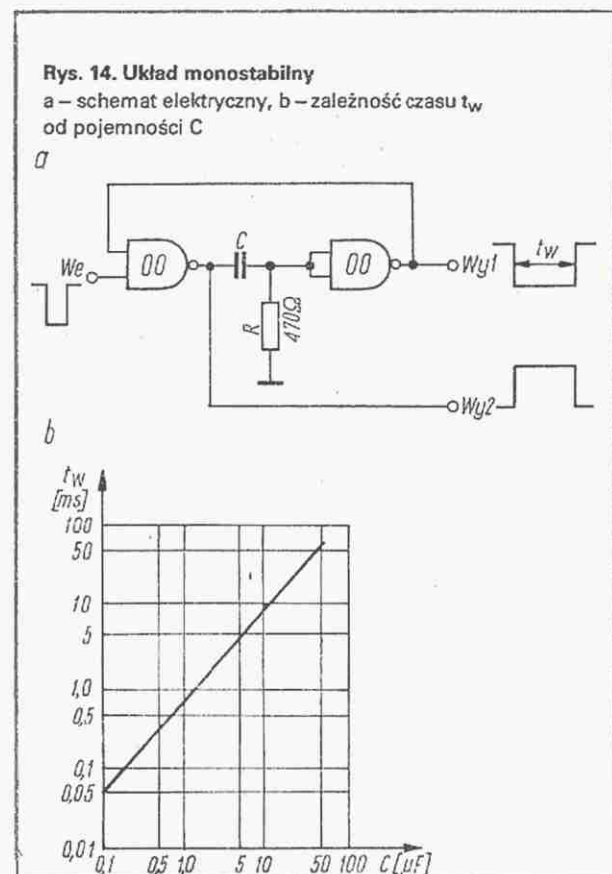 Rys. 14. Układ monostabilny
a – schemat elektryczny, b – zależność czasu tw
od pojemności C
a
We
00
C
R
470Ω
00
Wy1
tw
Wy2
b
tw
[ms]
100
50
10
5
1,0
0,5
0,1
0,05
0,01
0,1 0,5 1,0 5 10 50 100 C [µF]